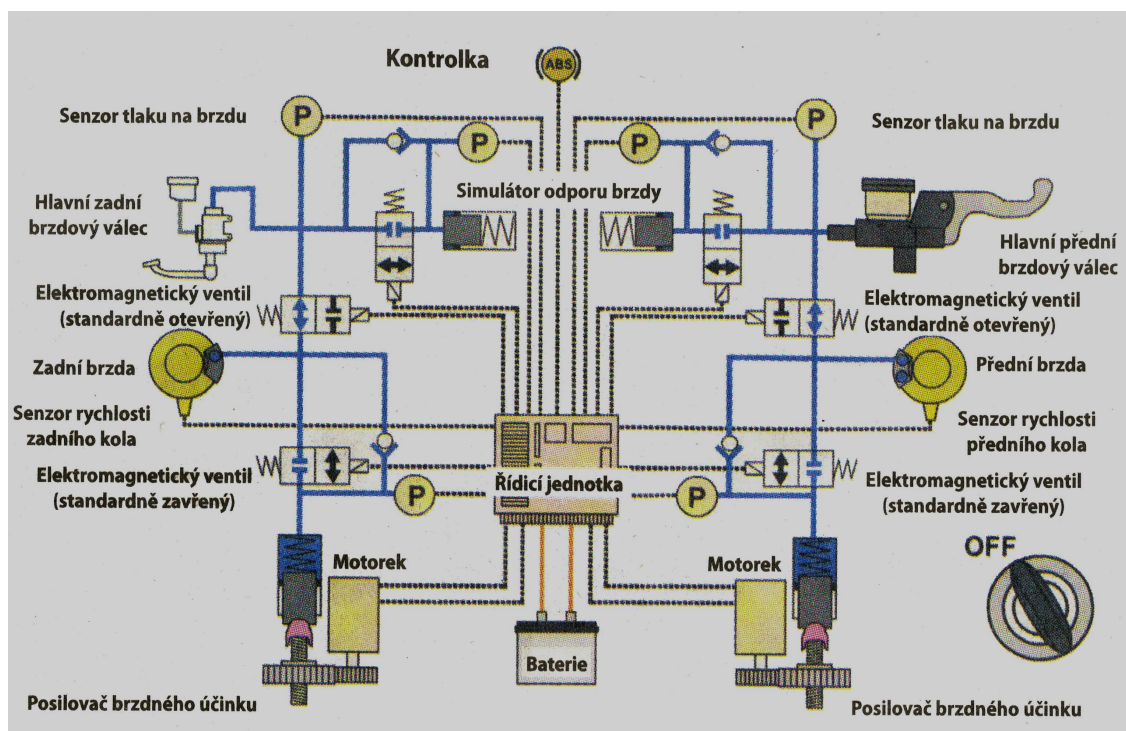 Kontrolka
ABS
Senzor tlaku na brzdu
P
P
Senzor tlaku na brzdu
P
P
Simulátor odporu brzdy
Hlavní zadní
brzdový válec
Hlavní přední
brzdový válec
Elektromagnetický ventil
(standardně otevřený)
Elektromagnetický ventil
(standardně otevřený)
Zadní brzda
Přední brzda
Senzor rychlosti
zadního kola
Senzor rychlosti
předního kola
Elektromagnetický ventil
(standardně zavřený)
P
Řídicí jednotka
P
Elektromagnetický ventil
(standardně zavřený)
OFF
Motorek
Motorek
Baterie
Posilovač brzdného účinku
Posilovač brzdného účinku